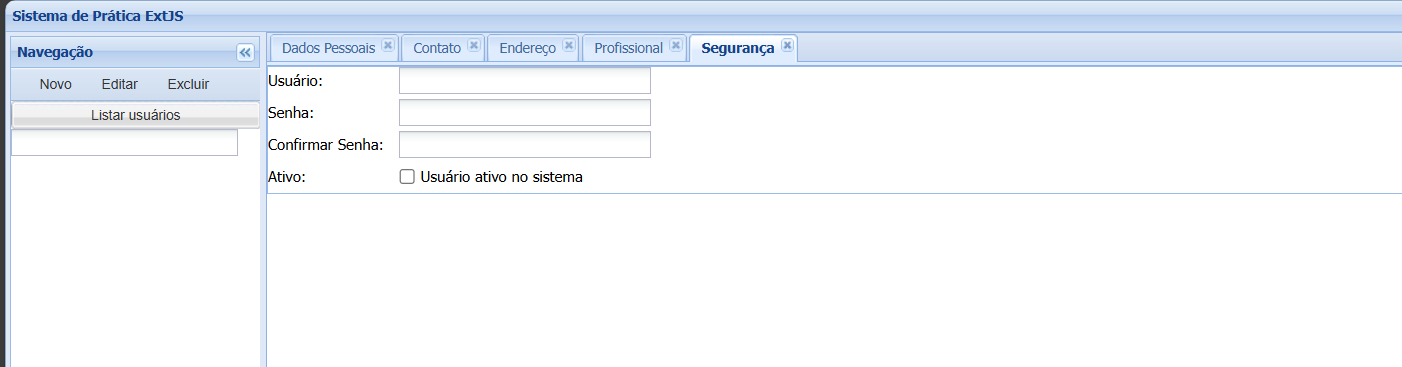 Sistema de Prática ExtJS
Navegação
Dados Pessoais Contato Endereço Profissional Segurança
Novo Editar Excluir
Listar usuários
Usuário:
Senha:
Confirmar Senha:
Ativo: Usuário ativo no sistema